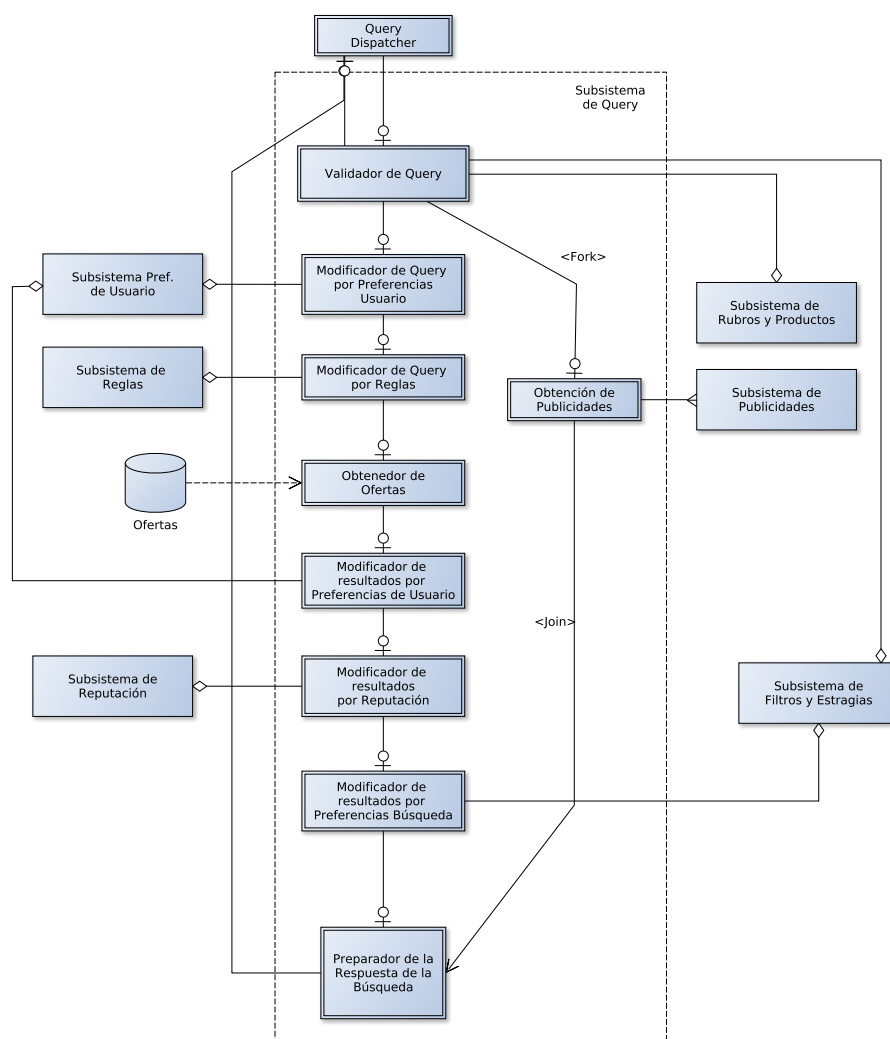 Query
Dispatcher
Subsistema
de Query
Validador de Query
<Fork>
Subsistema Pref.
de Usuario
Modificador de Query
por Preferencias
Usuario
Subsistema de
Rubros y Productos
Subsistema de
Reglas
Modificador de Query
por Reglas
Obtención de
Publicidades
Subsistema de
Publicidades
Obtenedor de
Ofertas
Ofertas
Modificador de
resultados por
Preferencias de Usuario
<Join>
Subsistema de
Reputación
Modificador de
resultados
por Reputación
Subsistema de
Filtros y Estragias
Modificador de
resultados por
Preferencias Búsqueda
Preparador de la
Respuesta de la
Búsqueda